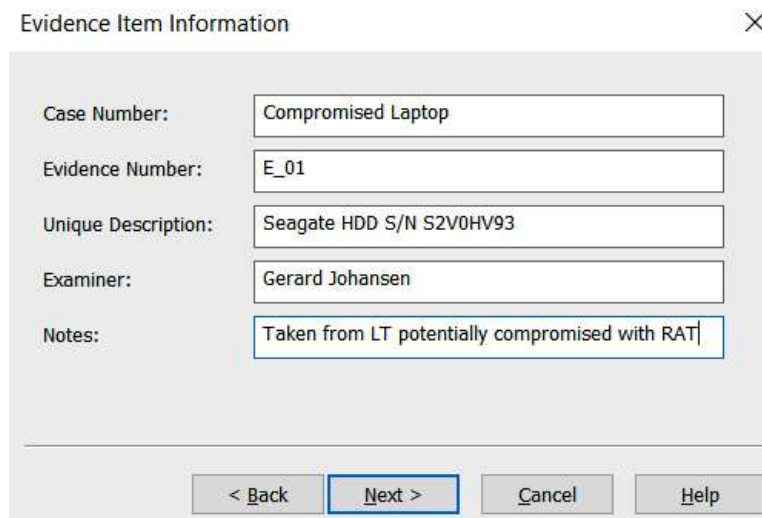 Evidence Item Information
Case Number: Compromised Laptop
Evidence Number: E_01
Unique Description: Seagate HDD S/N S2V0HV93
Examiner: Gerard Johansen
Notes: Taken from LT potentially compromised with RAT
< Back Next > Cancel Help